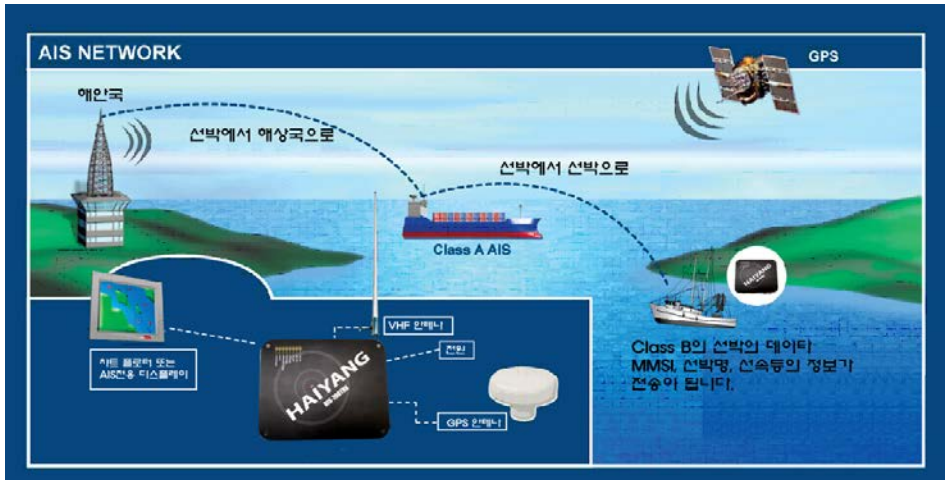 AIS NETWORK
GPS
해안국
선박에서 해상국으로
선박에서 선박으로
Class A AIS
HAIYANG
VHF 안테나
전원
차트 플로터 또는
AIS전용 디스플레이
HAIYANG
GPS 안테나
Class B의 선박의 데이타
MMSI, 선박명, 선속등의 정보가
전송이 됩니다.